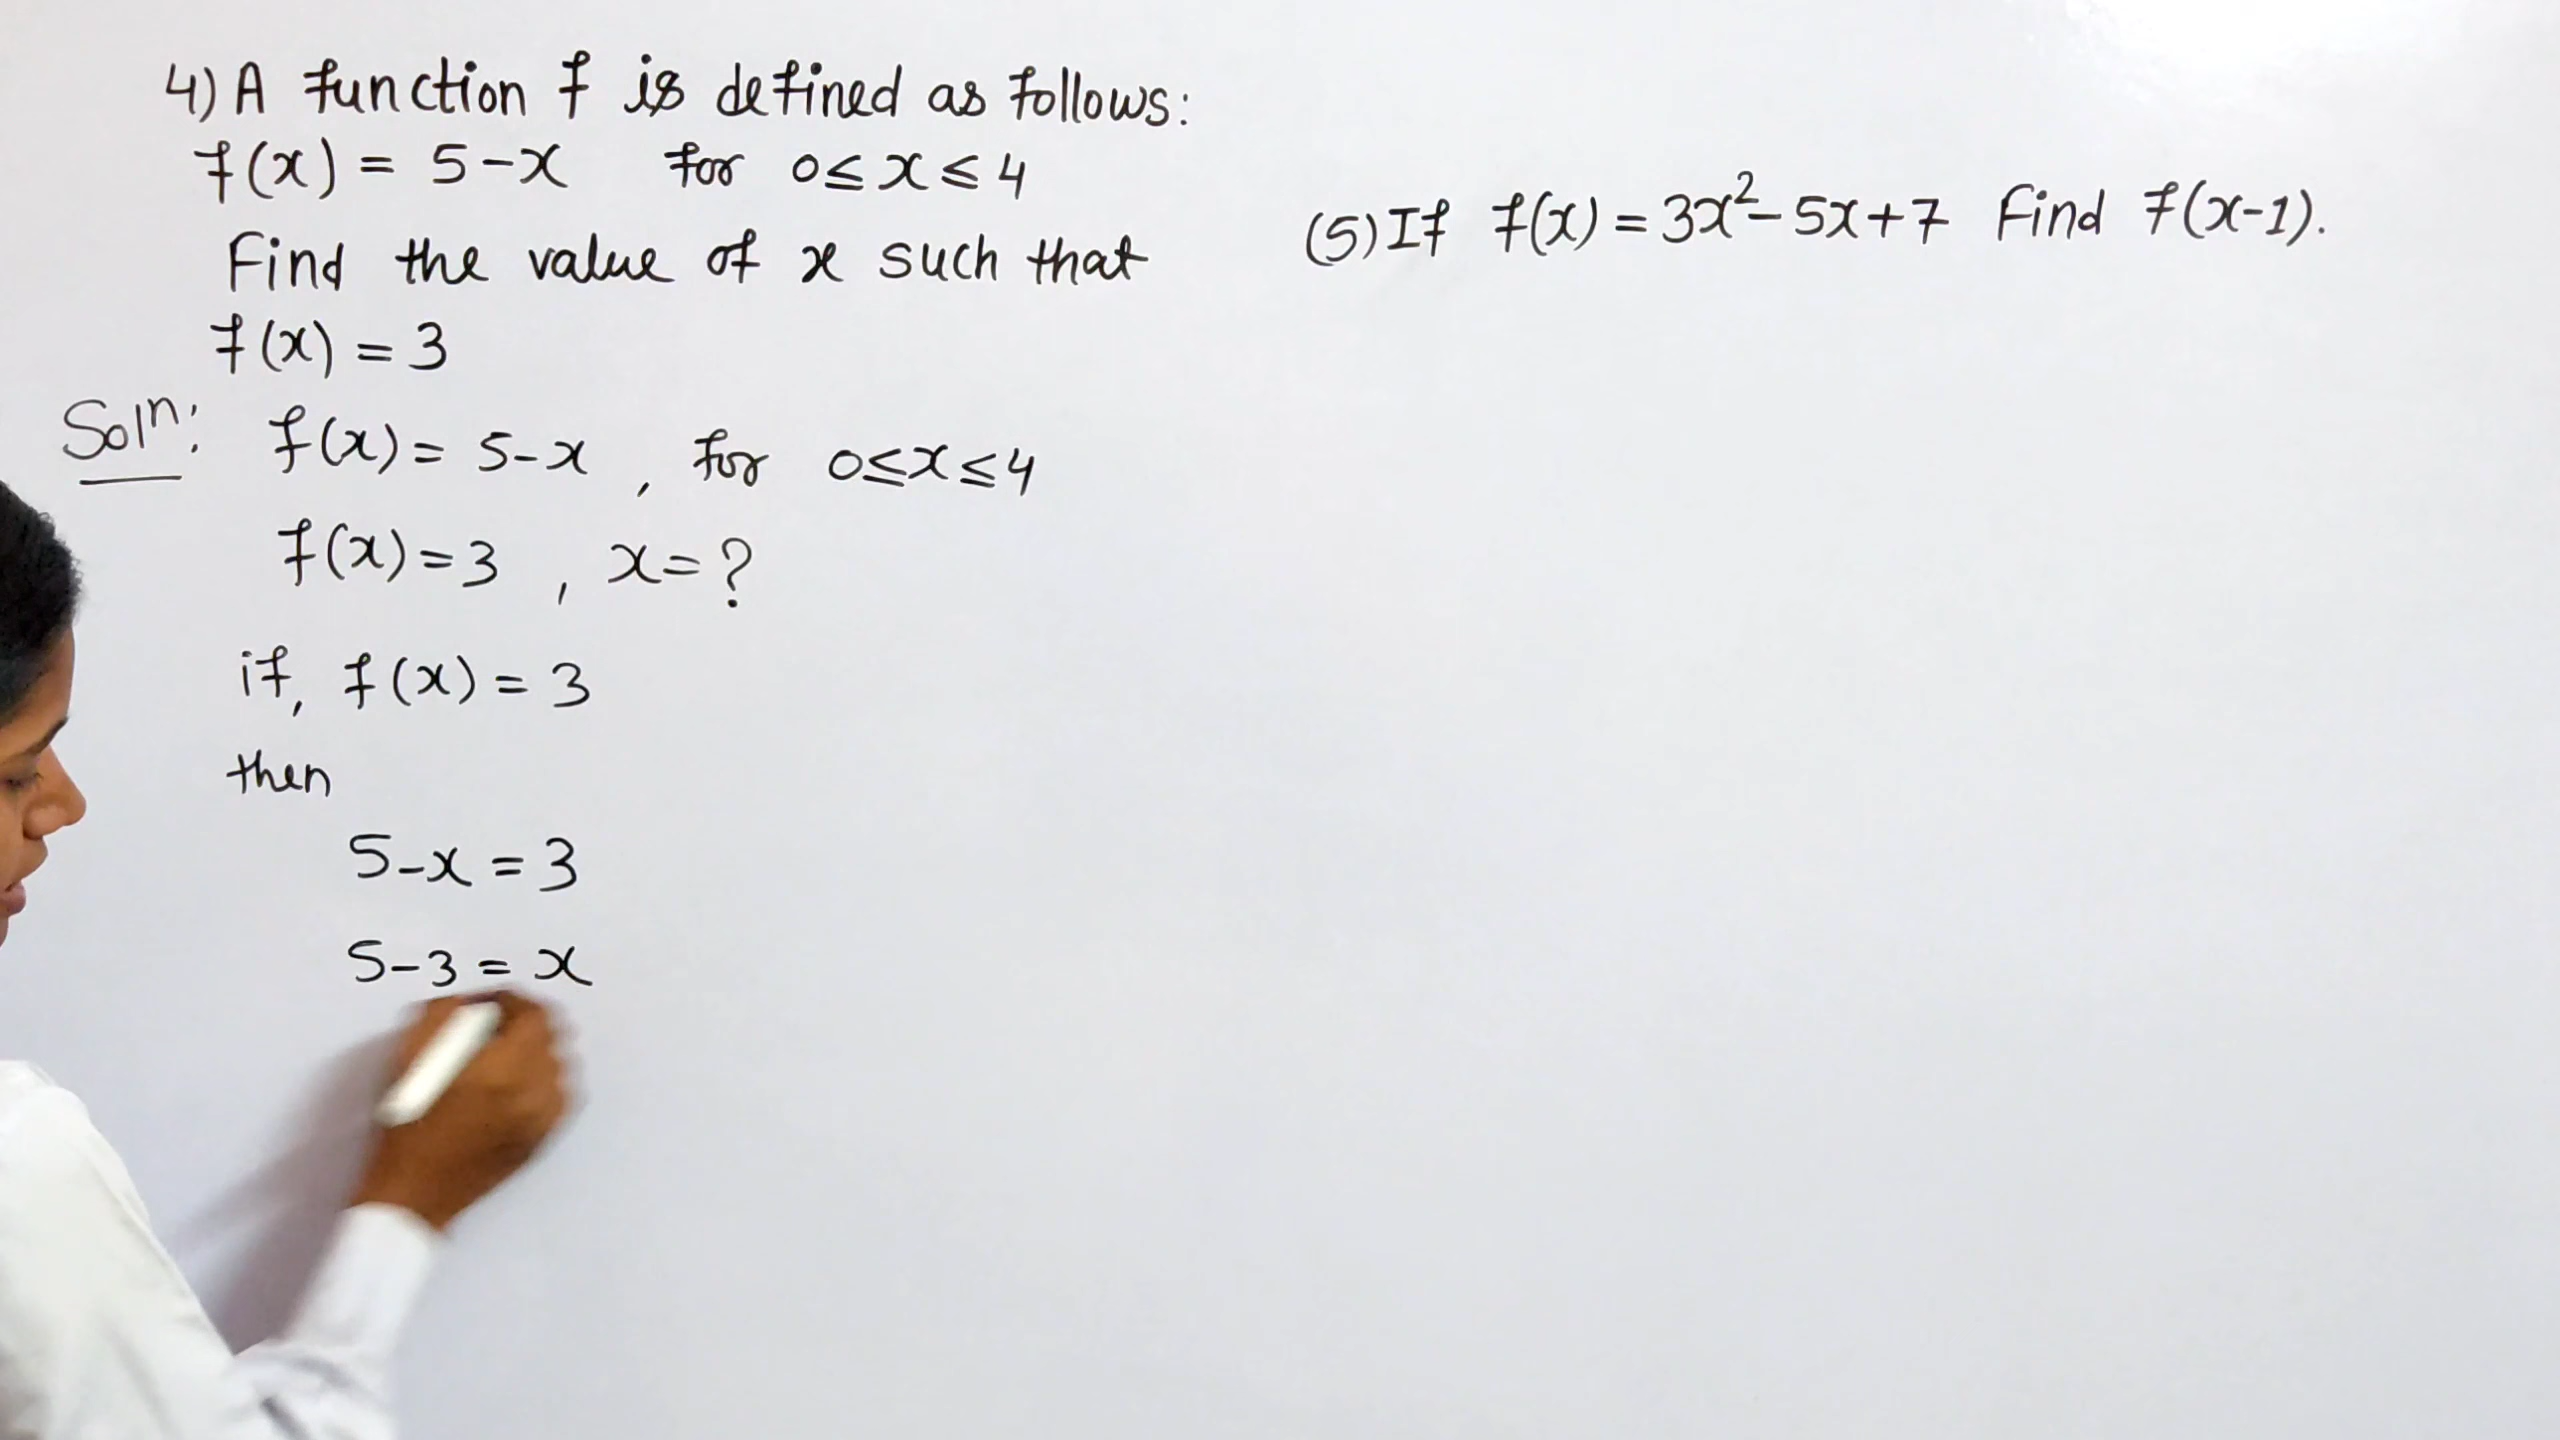 4) A function f is defined as follows:
f(x) = 5-x for 0≤x≤4
Find the value of x such that
f(x) = 3
Solⁿ: f(x) = 5-x , for 0≤x≤4
f(x) = 3 , x = ?
if, f(x) = 3
then
5-x = 3
5-3 = x
(5) If f(x) = 3x²-5x+7 Find f(x-1).